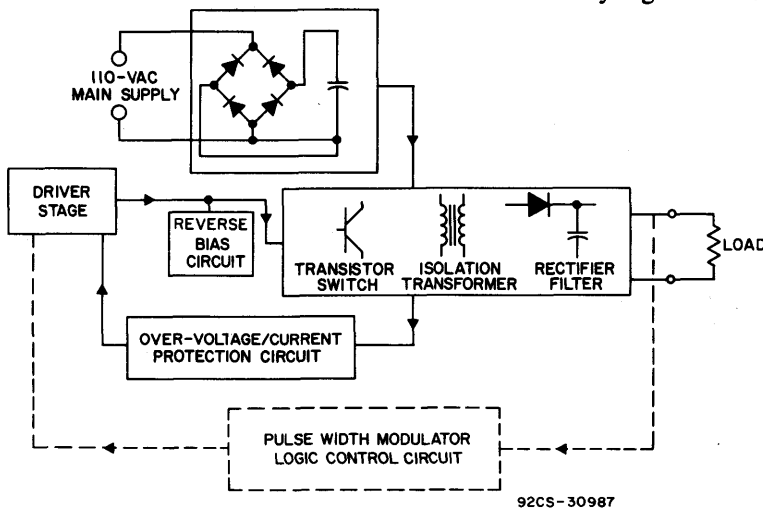 110-VAC
MAIN SUPPLY
DRIVER
STAGE
REVERSE
BIAS
CIRCUIT
TRANSISTOR
SWITCH
ISOLATION
TRANSFORMER
RECTIFIER
FILTER
LOAD
OVER-VOLTAGE/CURRENT
PROTECTION CIRCUIT
PULSE WIDTH MODULATOR
LOGIC CONTROL CIRCUIT
92CS-30987